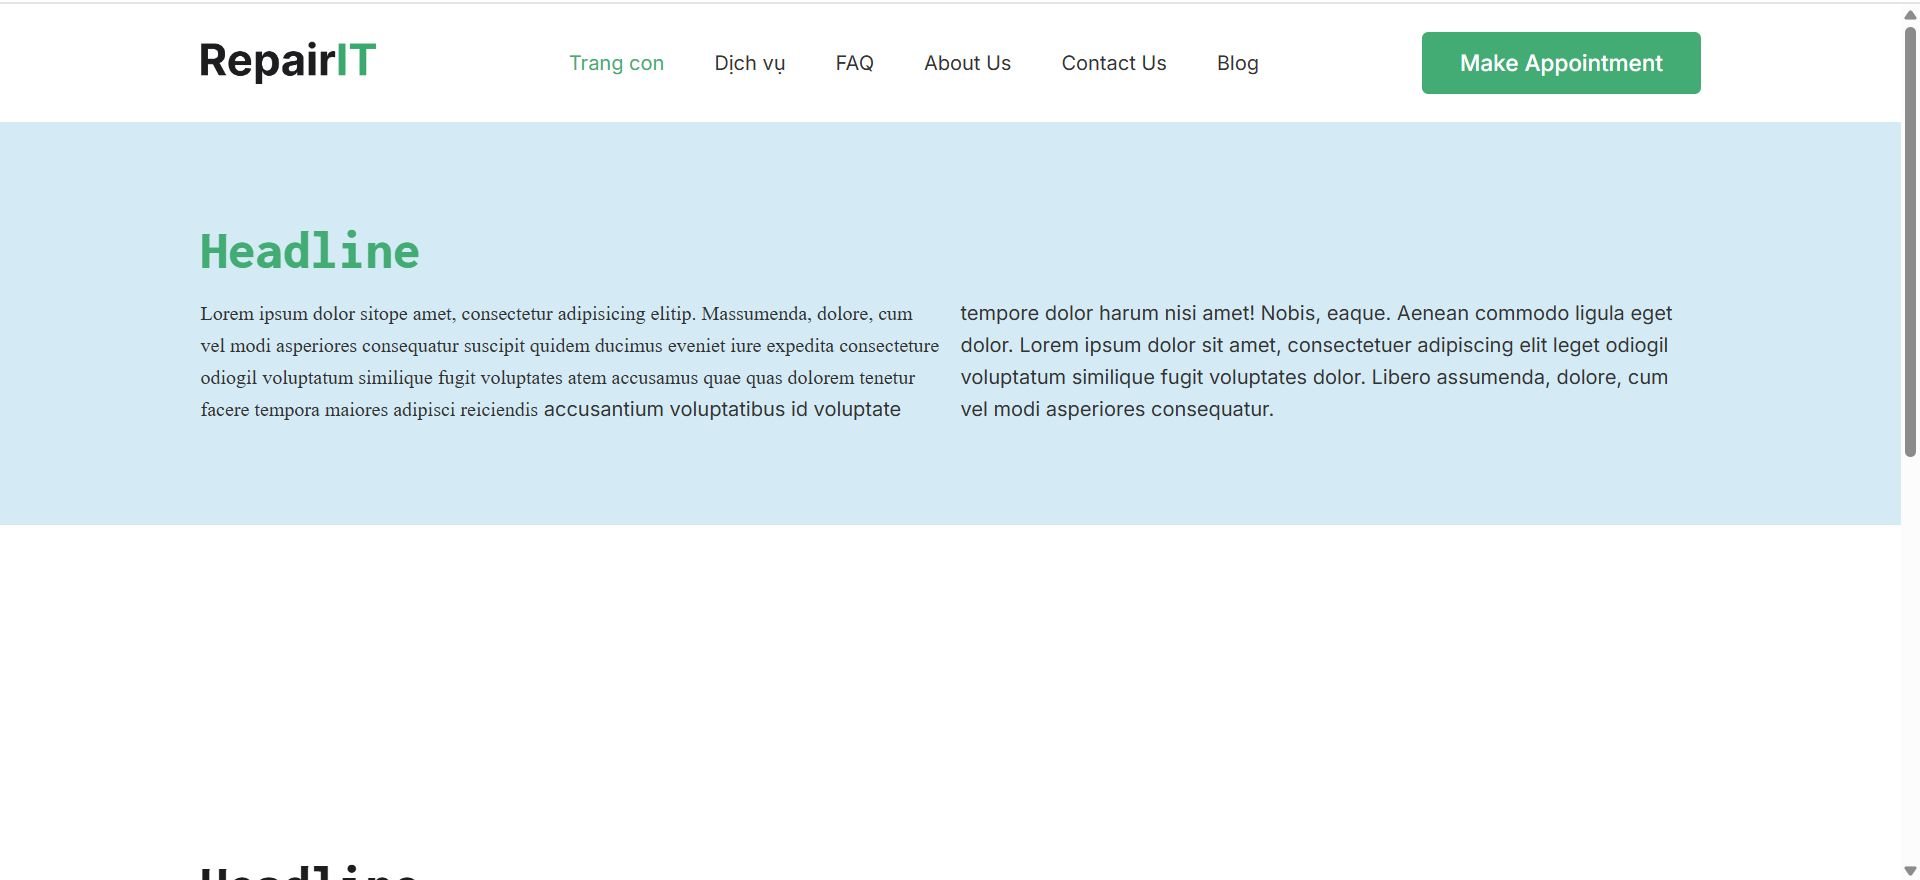 RepairIT
Trang con
Dịch vụ
FAQ
About Us
Contact Us
Blog
Make Appointment
Headline
Lorem ipsum dolor sitope amet, consectetur adipisicing elitip. Massumenda, dolore, cum
vel modi asperiores consequatur suscipit quidem ducimus eveniet iure expedita consecteture
odiogil voluptatum similique fugit voluptates atem accusamus quae quas dolorem tenetur
facere tempora maiores adipisci reiciendis accusantium voluptatibus id voluptate
tempore dolor harum nisi amet! Nobis, eaque. Aenean commodo ligula eget
dolor. Lorem ipsum dolor sit amet, consectetuer adipiscing elit leget odiogil
voluptatum similique fugit voluptates dolor. Libero assumenda, dolore, cum
vel modi asperiores consequatur.
Headline